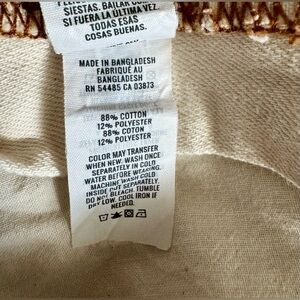 SIESTAS. BAILAR CO
SI FUERA LA ÚLTIMA VEZ.
TODAS ESAS
COSAS BUENAS.
MADE IN BANGLADESH
FABRIQUÉ AU
BANGLADESH
RN 54485 CA 03873
88% COTTON
12% POLYESTER
88% COTON
12% POLYESTER
COLOR MAY TRANSFER
WHEN NEW. WASH ONCE
SEPARATELY IN COLD
WATER BEFORE WEARING.
MACHINE WASH COLD
INSIDE OUT SEPARATELY.
DO NOT BLEACH. TUMBLE
DRY LOW. COOL IRON IF
NEEDED.